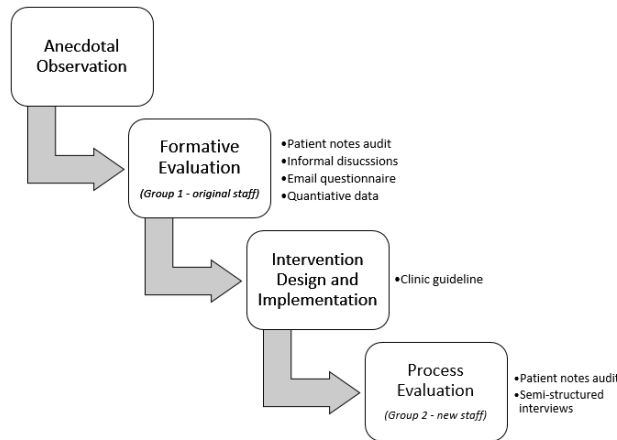 Anecdotal
Observation
Formative
Evaluation
(Group 1 - original staff)
•Patient notes audit
•Informal disucssions
•Email questionnaire
•Quantiative data
Intervention
Design and
Implementation
•Clinic guideline
Process
Evaluation
(Group 2 - new staff)
•Patient notes audit
•Semi-structured
interviews